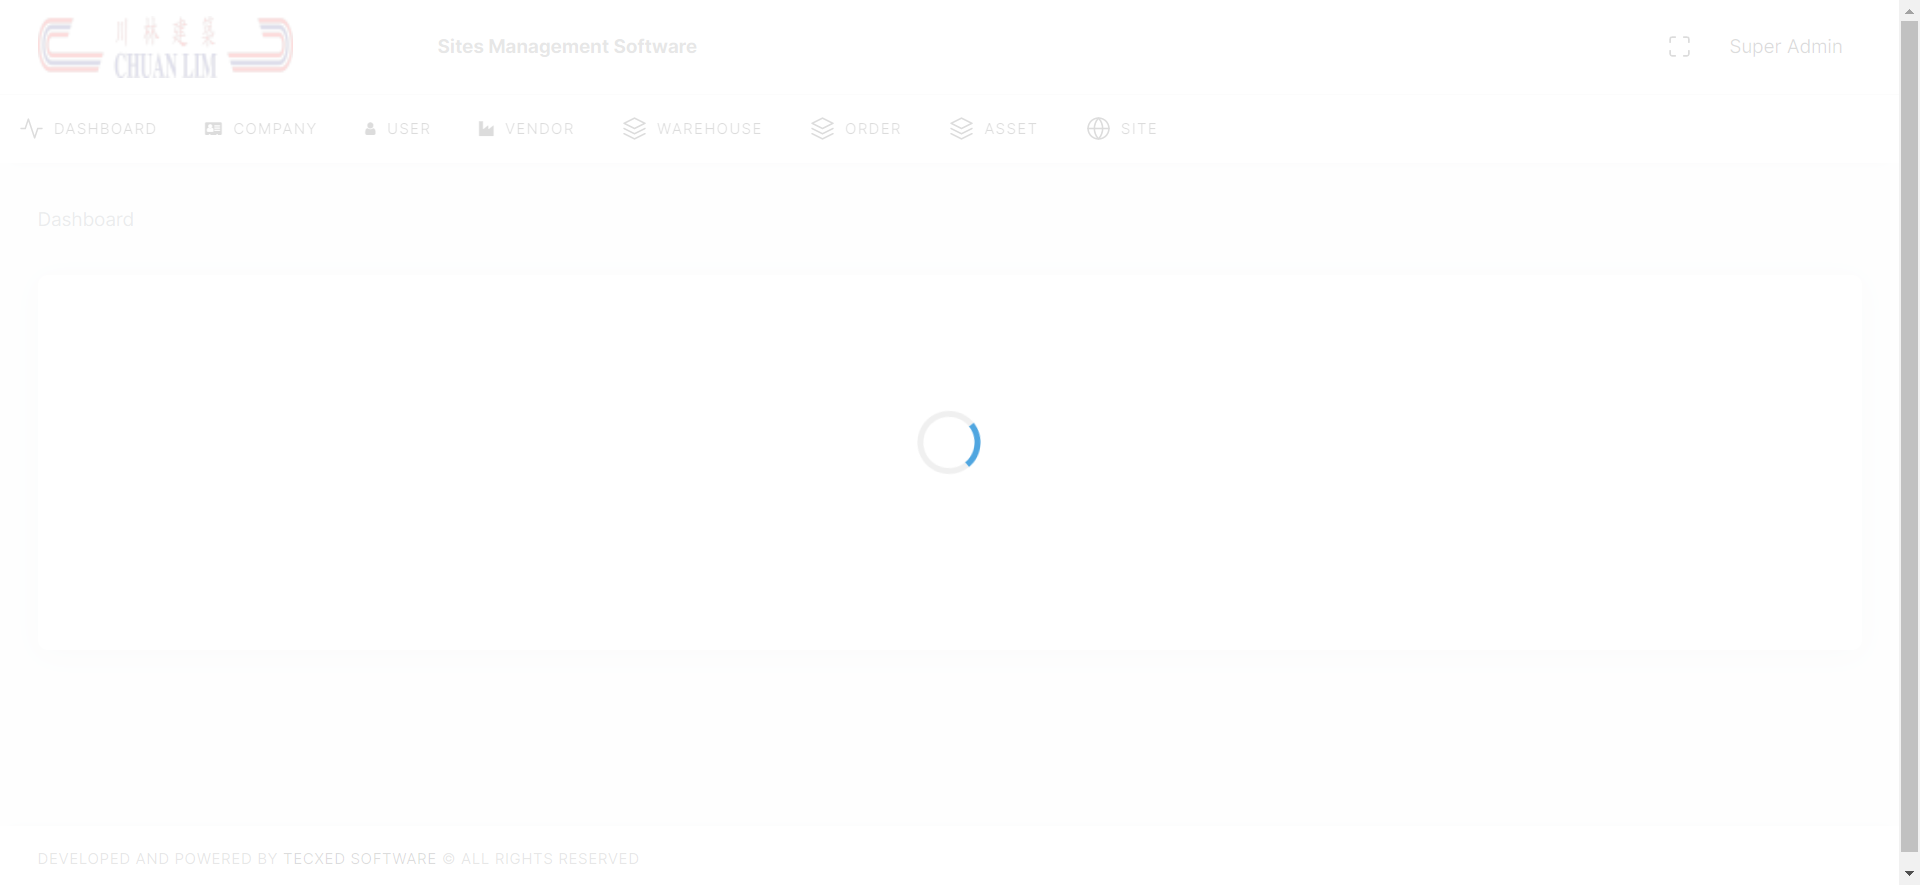 川林建築
CHUAN LIM
Sites Management Software
Super Admin
DASHBOARD
COMPANY
USER
VENDOR
WAREHOUSE
ORDER
ASSET
SITE
Dashboard
DEVELOPED AND POWERED BY TECXED SOFTWARE © ALL RIGHTS RESERVED